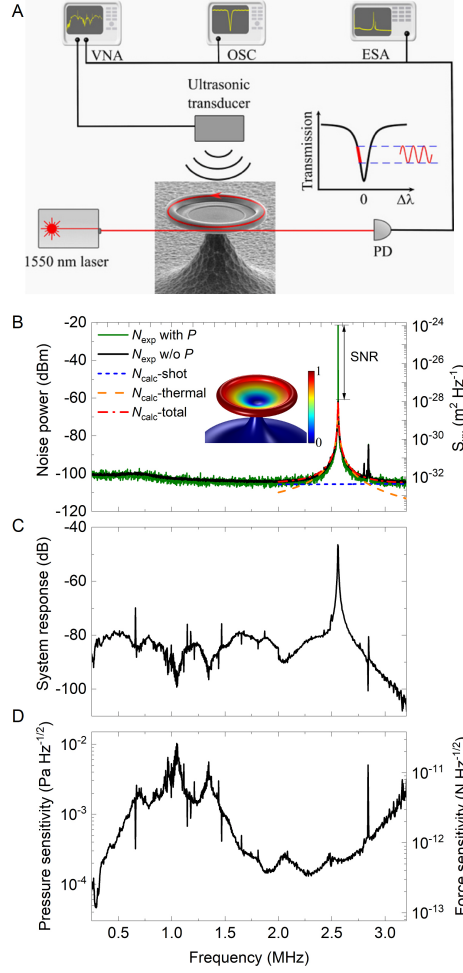 A
VNA
OSC
ESA
Ultrasonic
transducer
Transmission
0
Δλ
1550 nm laser
PD
B
-20
-40
-60
-80
-100
-120
Noise power (dBm)
N_exp with P
N_exp w/o P
N_calc-shot
N_calc-thermal
N_calc-total
1
0
SNR
10^-24
10^-26
10^-28
10^-30
10^-32
(m² Hz^-1)
C
-40
-60
-80
-100
System response (dB)
D
10^-2
10^-3
10^-4
Pressure sensitivity (Pa Hz^-1/2)
10^-11
10^-12
10^-13
Force sensitivity (N Hz^-1/2)
0.5 1.0 1.5 2.0 2.5 3.0
Frequency (MHz)